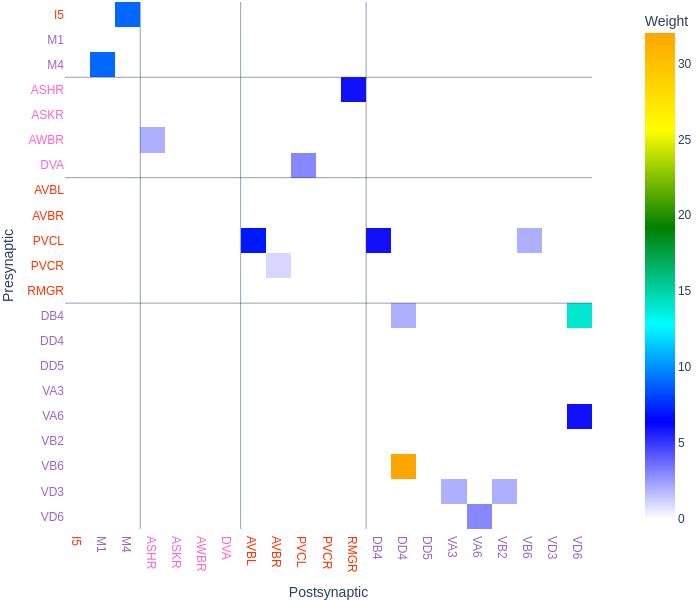 Weight
I5
M1
M4
ASHR
ASKR
AWBR
DVA
AVBL
AVBR
PVCL
PVCR
RMGR
DB4
DD4
DD5
VA3
VA6
VB2
VB6
VD3
VD6
Presynaptic
30
25
20
15
10
5
0
I5 M1 M4 ASHR ASKR AWBR DVA AVBL AVBR PVCL PVCR RMGR DB4 DD4 DD5 VA3 VA6 VB2 VB6 VD3 VD6
Postsynaptic